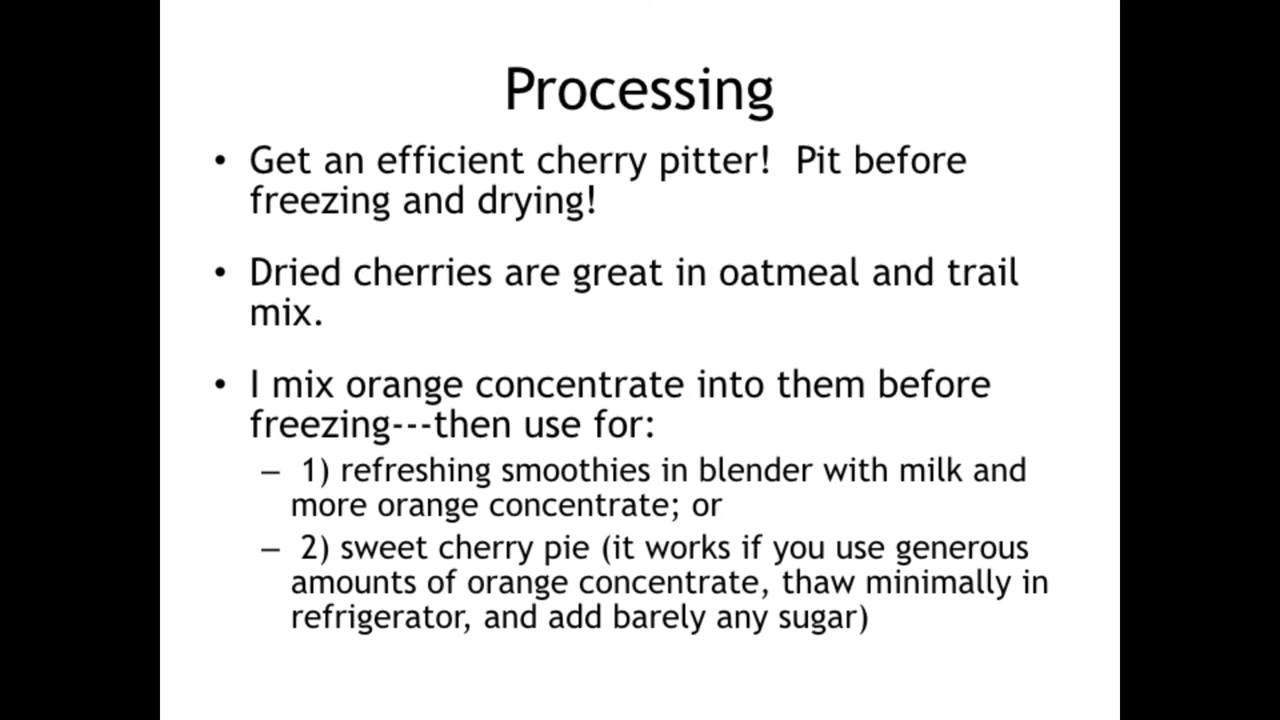 Processing
• Get an efficient cherry pitter!  Pit before
freezing and drying!
• Dried cherries are great in oatmeal and trail
mix.
• I mix orange concentrate into them before
freezing---then use for:
– 1) refreshing smoothies in blender with milk and
more orange concentrate; or
– 2) sweet cherry pie (it works if you use generous
amounts of orange concentrate, thaw minimally in
refrigerator, and add barely any sugar)